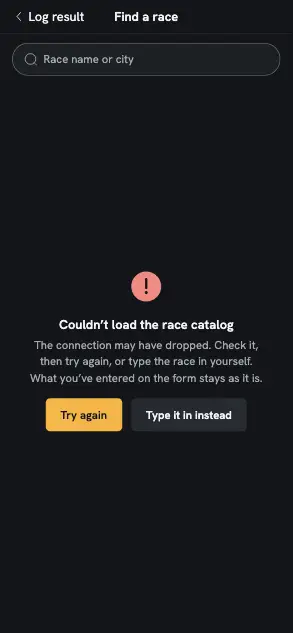 Log result
Find a race
Race name or city
!
Couldn’t load the race catalog
The connection may have dropped. Check it,
then try again, or type the race in yourself.
What you’ve entered on the form stays as it is.
Try again
Type it in instead